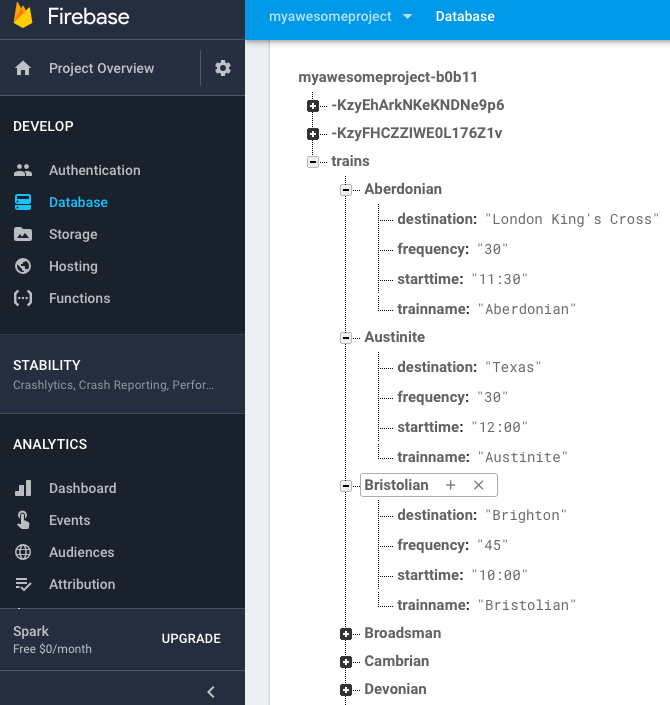 Firebase
Project Overview
DEVELOP
Authentication
Database
Storage
Hosting
Functions
STABILITY
Crashlytics, Crash Reporting, Perfor...
ANALYTICS
Dashboard
Events
Audiences
Attribution
Spark
Free $0/month
UPGRADE
myawesomeproject
Database
myawesomeproject-b0b11
-KzyEhArkNKeKNDNe9p6
-KzyFHCZZIWE0L176Z1v
trains
Aberdonian
destination: "London King's Cross"
frequency: "30"
starttime: "11:30"
trainname: "Aberdonian"
Austinite
destination: "Texas"
frequency: "30"
starttime: "12:00"
trainname: "Austinite"
Bristolian
destination: "Brighton"
frequency: "45"
starttime: "10:00"
trainname: "Bristolian"
Broadsman
Cambrian
Devonian